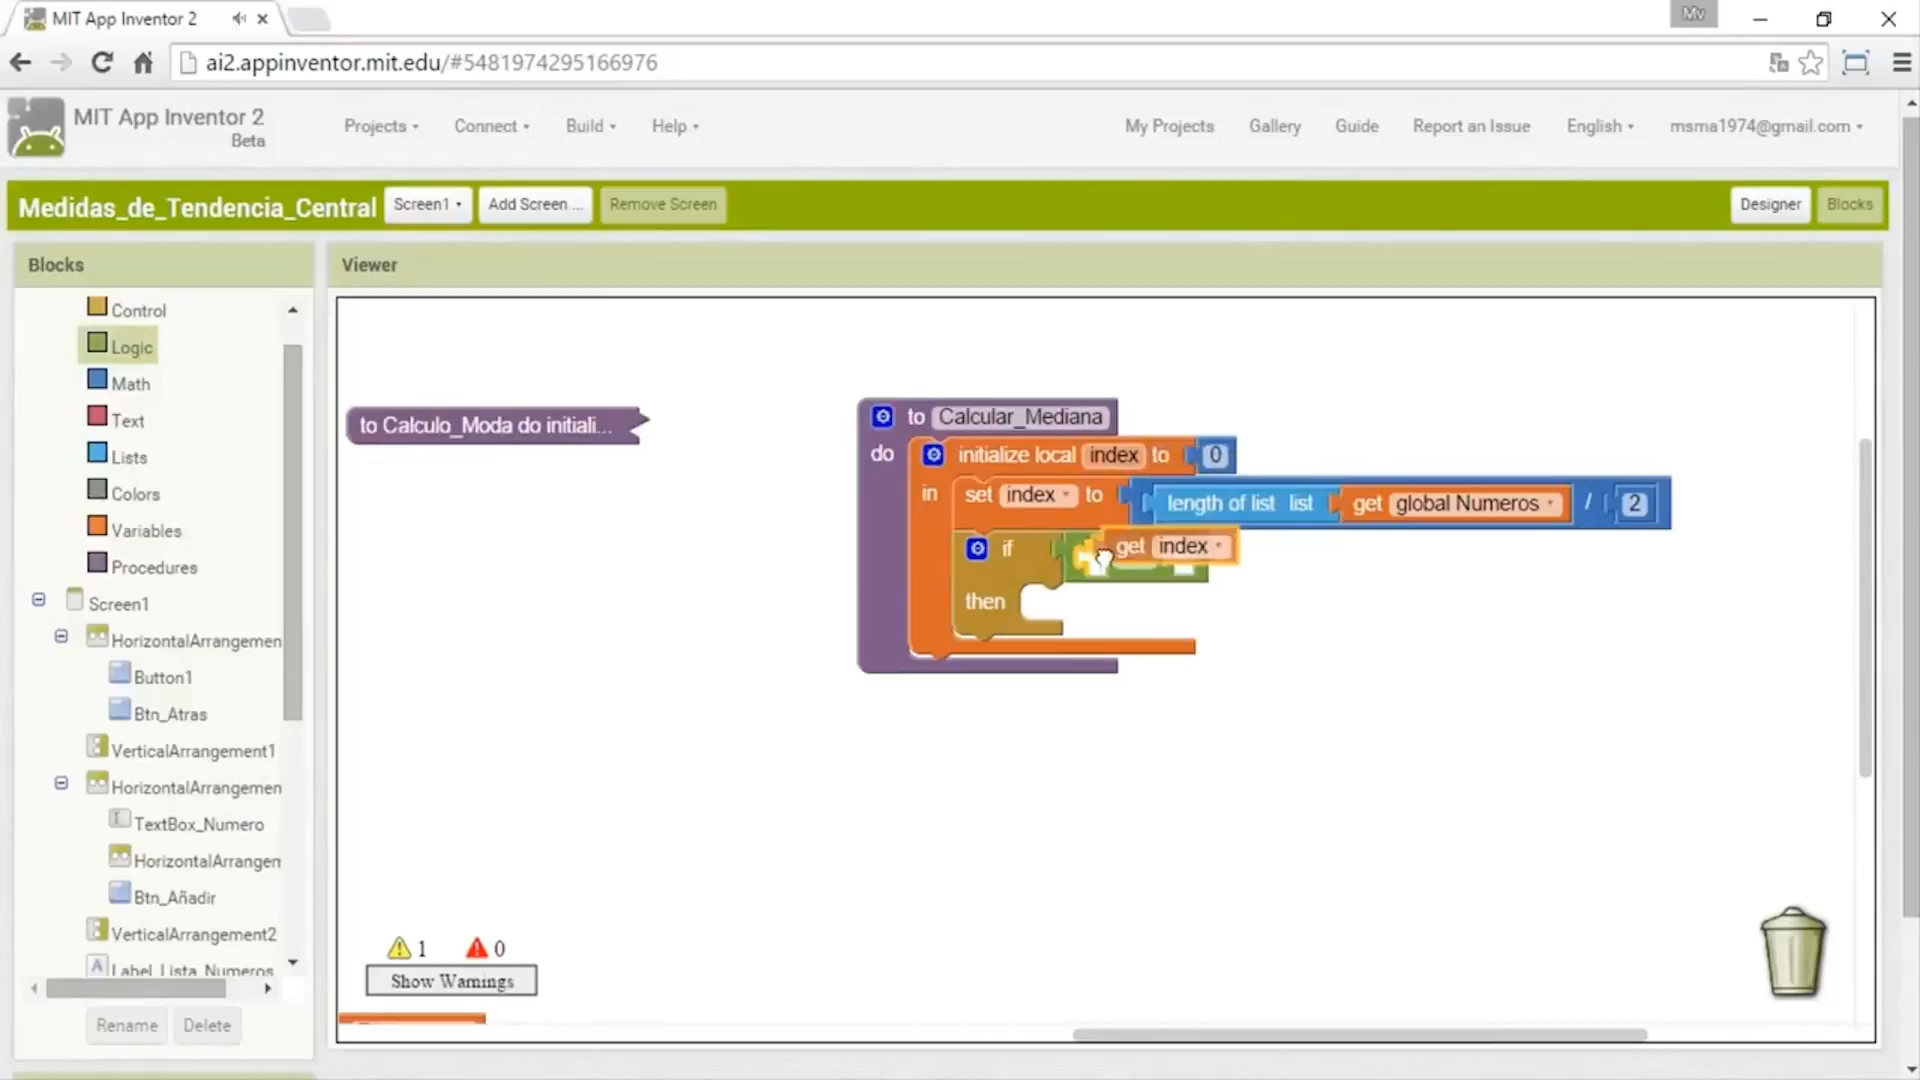 MIT App Inventor 2
Mv
ai2.appinventor.mit.edu/#5481974295166976
MIT App Inventor 2
Beta
Projects
Connect
Build
Help
My Projects
Gallery
Guide
Report an Issue
English
msma1974@gmail.com
Medidas_de_Tendencia_Central
Screen1
Add Screen ...
Remove Screen
Designer
Blocks
Blocks
Control
Logic
Math
Text
Lists
Colors
Variables
Procedures
Screen1
HorizontalArrangemen
Button1
Btn_Atras
VerticalArrangement1
HorizontalArrangemen
TextBox_Numero
HorizontalArrangen
Btn_Añadir
VerticalArrangement2
Label_Lista_Numeros
Rename
Delete
Viewer
to Calculo_Moda do initiali...
to Calcular_Mediana
do initialize local index to 0
in set index to length of list list get global Numeros / 2
if get index
then
1 0
Show Warnings